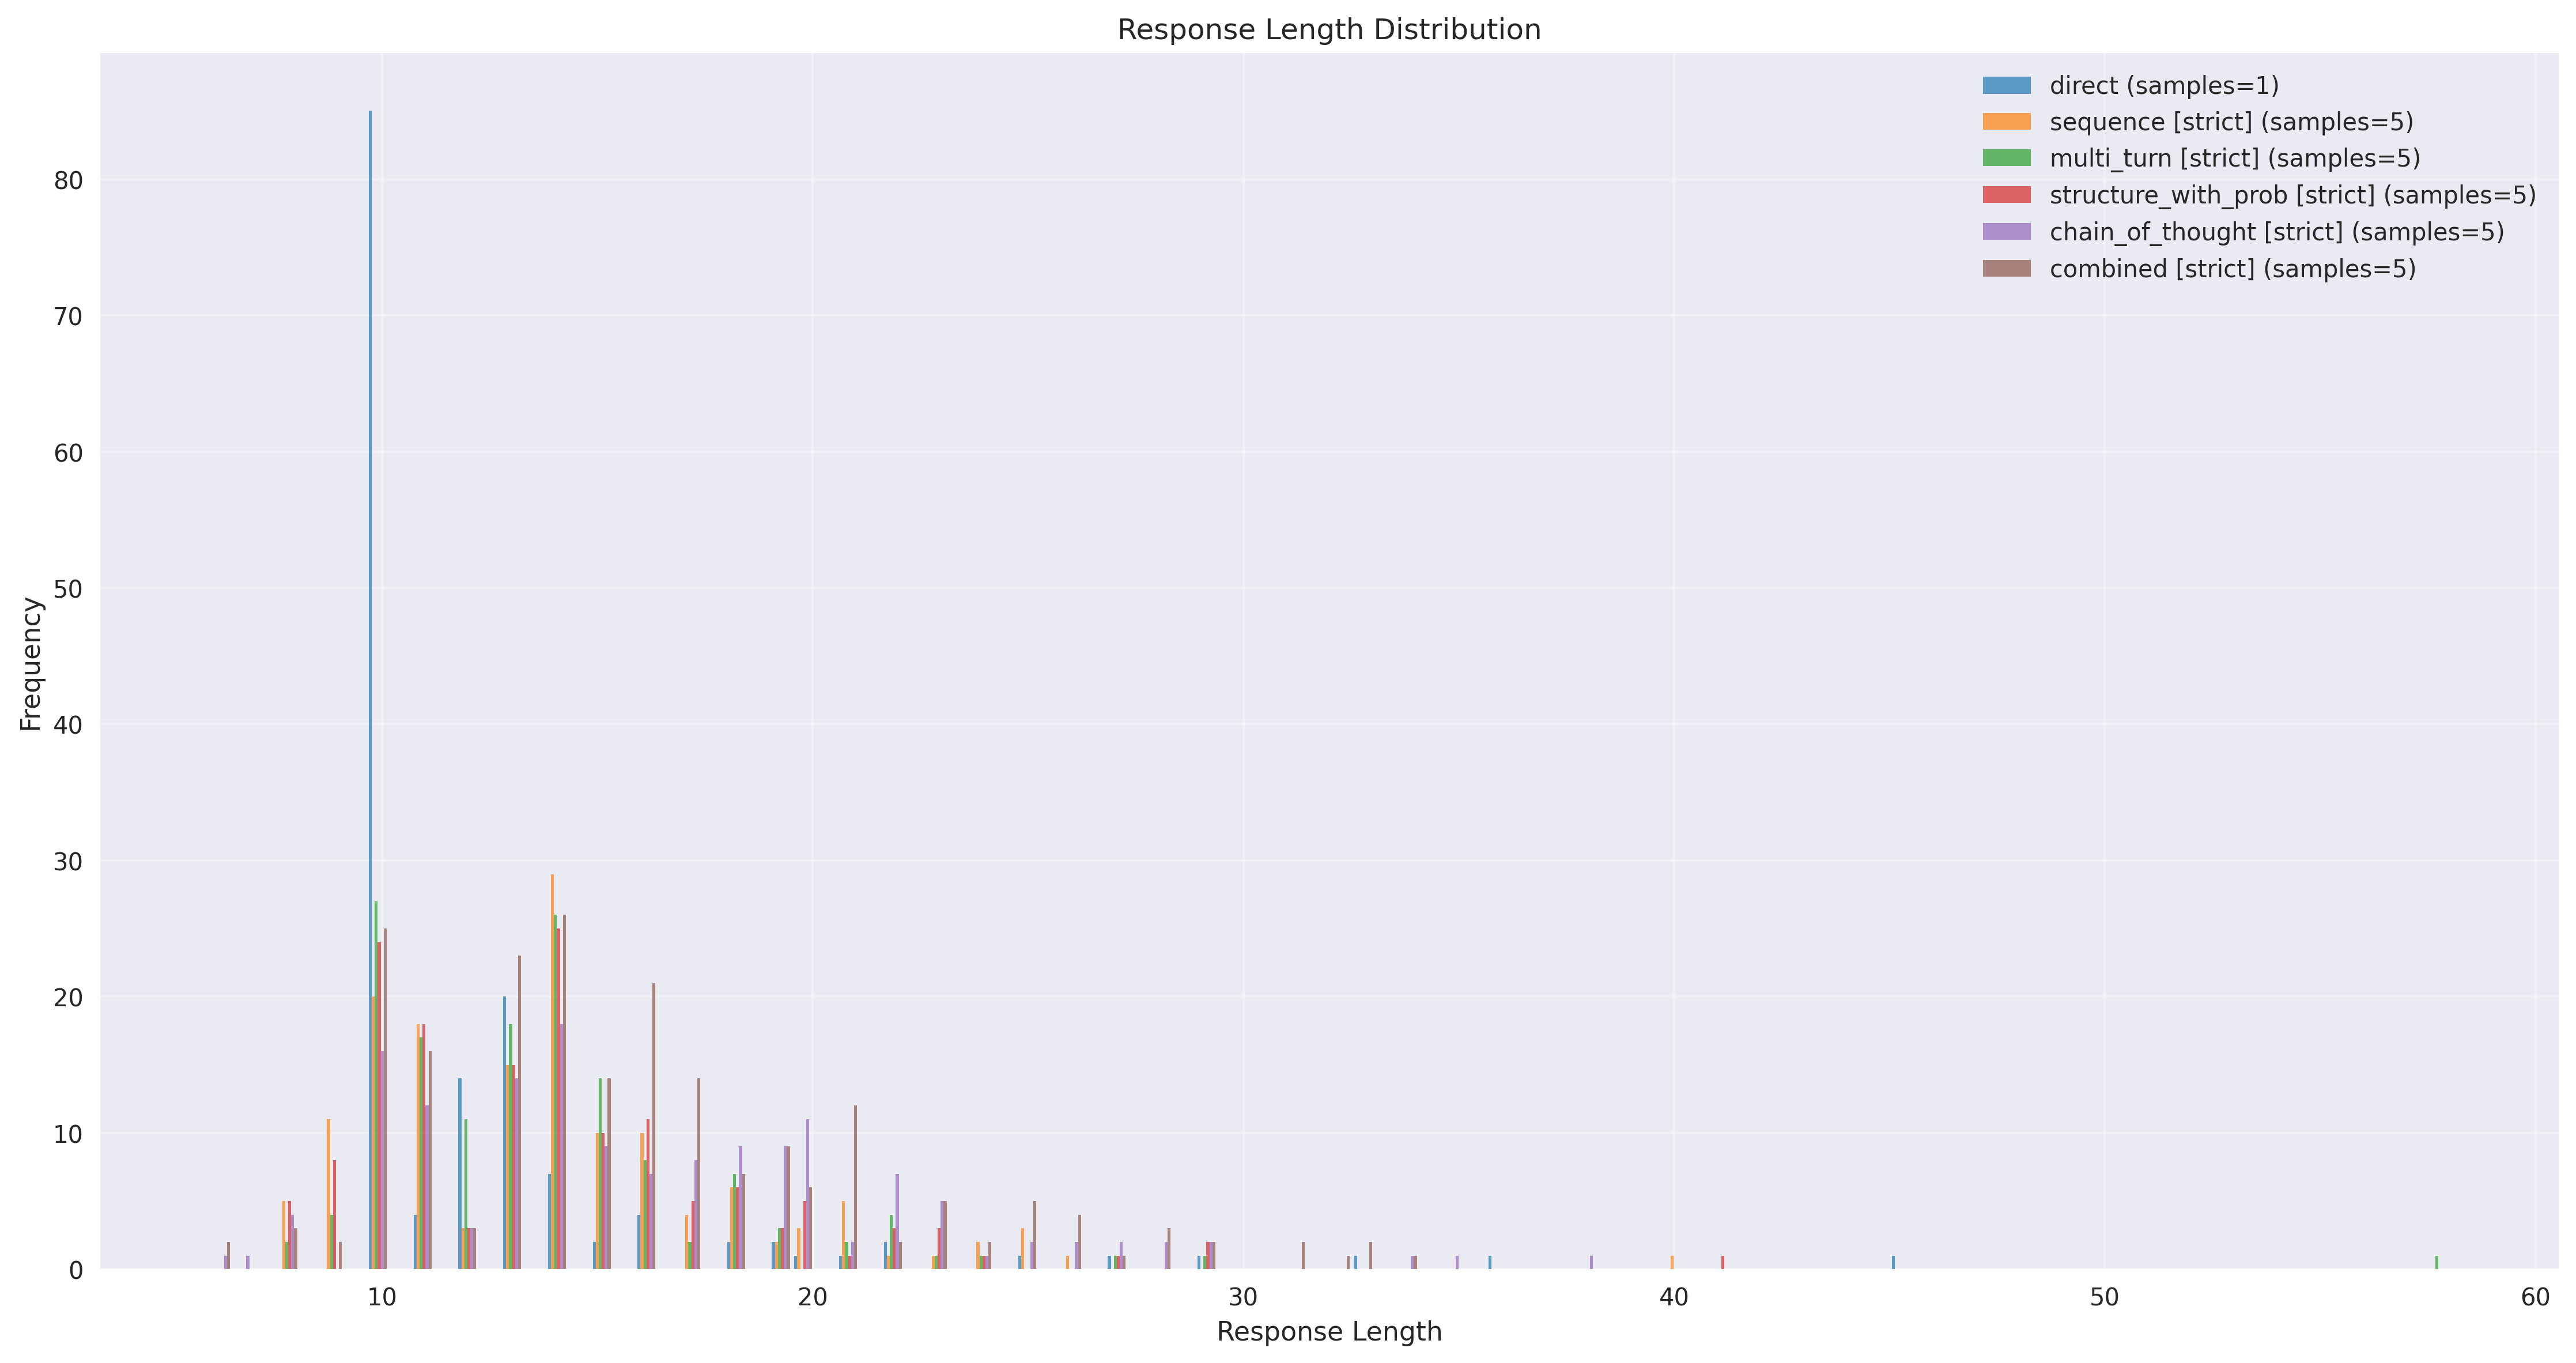 Response Length Distribution
direct (samples=1)
sequence [strict] (samples=5)
multi_turn [strict] (samples=5)
structure_with_prob [strict] (samples=5)
chain_of_thought [strict] (samples=5)
combined [strict] (samples=5)
Frequency
80
70
60
50
40
30
20
10
0
10 20 30 40 50 60
Response Length